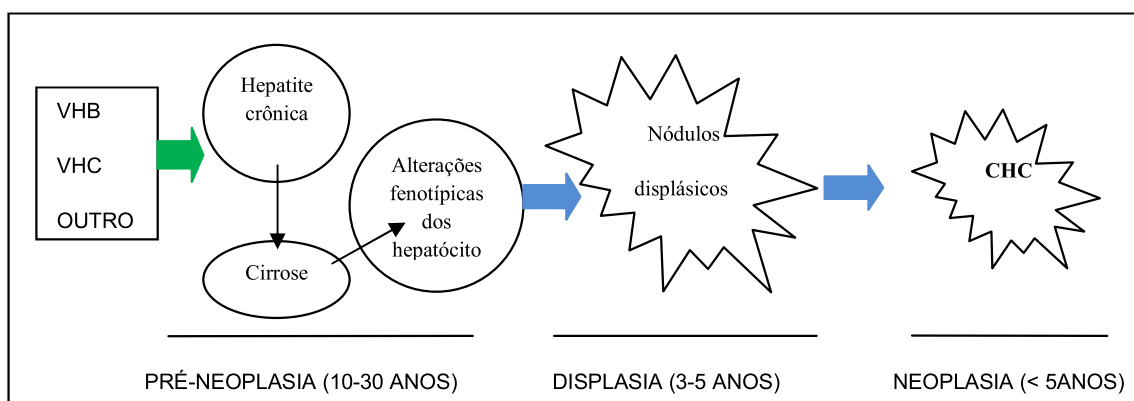 VHB
VHC
OUTRO
Hepatite
crônica
Cirrose
Alterações
fenotípicas
dos
hepatócito
Nódulos
displásicos
CHC
PRÉ-NEOPLASIA (10-30 ANOS)
DISPLASIA (3-5 ANOS)
NEOPLASIA (< 5ANOS)